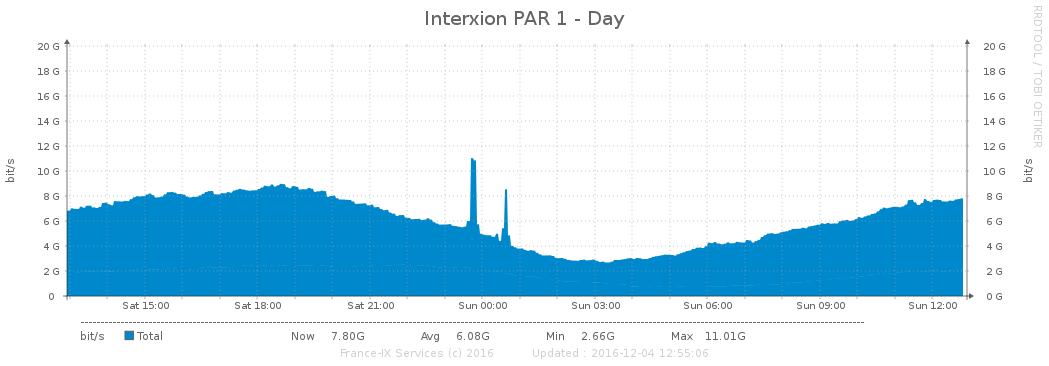 Interxion PAR 1 - Day
RRDTOOL / TOBI OETIKER
bit/s
20 G 20 G
18 G 18 G
16 G 16 G
14 G 14 G
12 G 12 G
10 G 10 G
8 G 8 G
6 G 6 G
4 G 4 G
2 G 2 G
0 0 G
bit/s
Sat 15:00 Sat 18:00 Sat 21:00 Sun 00:00 Sun 03:00 Sun 06:00 Sun 09:00 Sun 12:00
bit/s Total Now 7.80G Avg 6.08G Min 2.66G Max 11.01G
France-IX Services (c) 2016 Updated : 2016-12-04 12:55:06